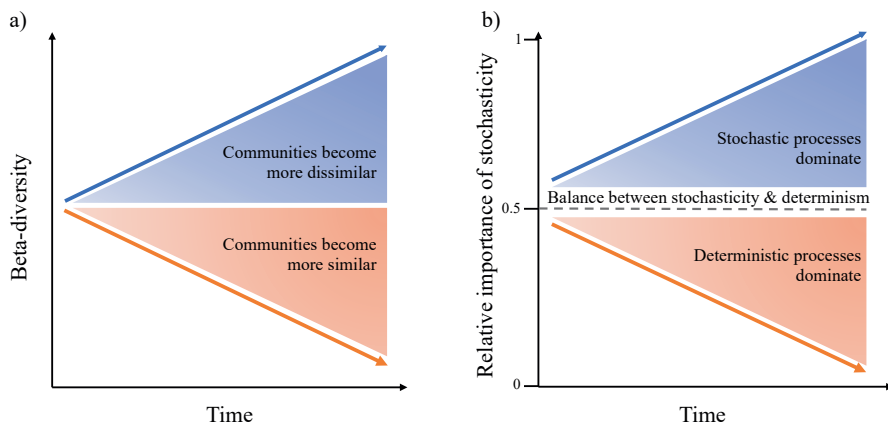 a)
Beta-diversity
Communities become
more dissimilar
Communities become
more similar
Time
b)
Relative importance of stochasticity
1
0.5
0
Stochastic processes
dominate
Balance between stochasticity & determinism
Deterministic processes
dominate
Time